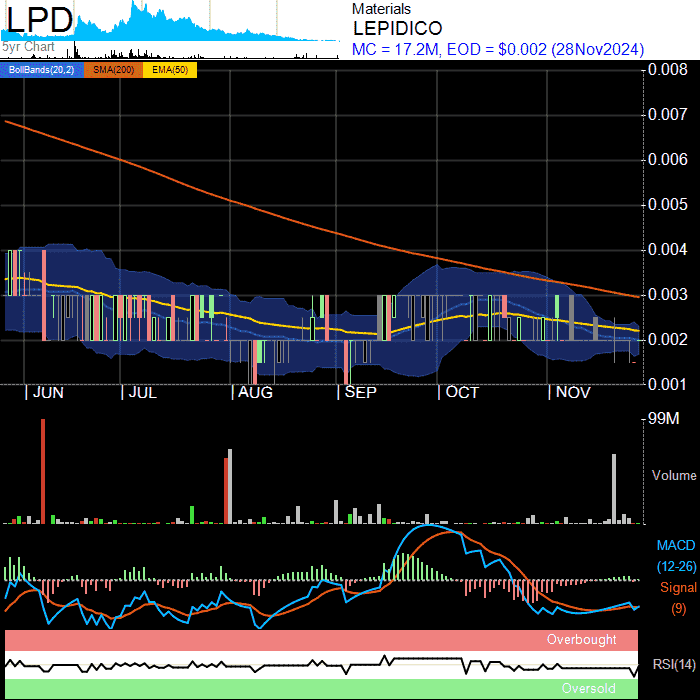 LPD
5yr Chart
Materials
LEPIDICO
MC = 17.2M, EOD = $0.002 (28Nov2024)
BollBands(20,2) SMA(200) EMA(50)
0.008
0.007
0.006
0.005
0.004
0.003
0.002
0.001
JUN JUL AUG SEP OCT NOV
99M
Volume
MACD
(12-26)
Signal
(9)
Overbought
RSI(14)
Oversold